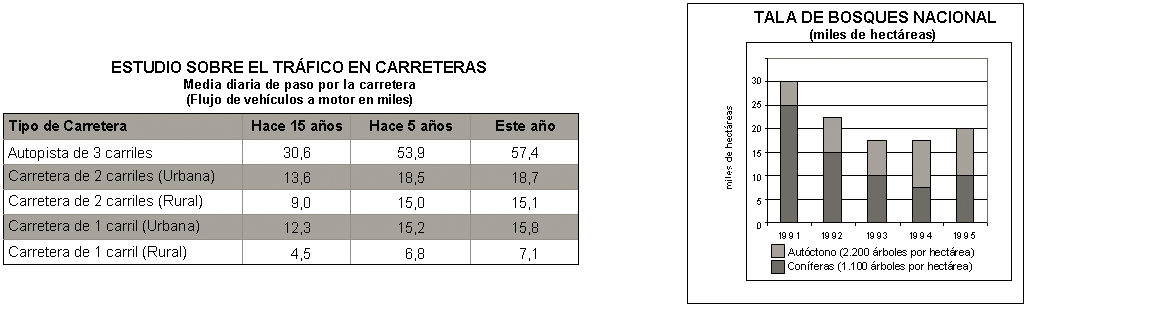 ESTUDIO SOBRE EL TRÁFICO EN CARRETERAS
Media diaria de paso por la carretera
(Flujo de vehículos a motor en miles)
Tipo de Carretera Hace 15 años Hace 5 años Este año
Autopista de 3 carriles 30,6 53,9 57,4
Carretera de 2 carriles (Urbana) 13,6 18,5 18,7
Carretera de 2 carriles (Rural) 9,0 15,0 15,1
Carretera de 1 carril (Urbana) 12,3 15,2 15,8
Carretera de 1 carril (Rural) 4,5 6,8 7,1
TALA DE BOSQUES NACIONAL
(miles de hectáreas)
miles de hectáreas
30
25
20
15
10
5
0
1991 1992 1993 1994 1995
Autóctono (2.200 árboles por hectárea)
Coníferas (1.100 árboles por hectárea)